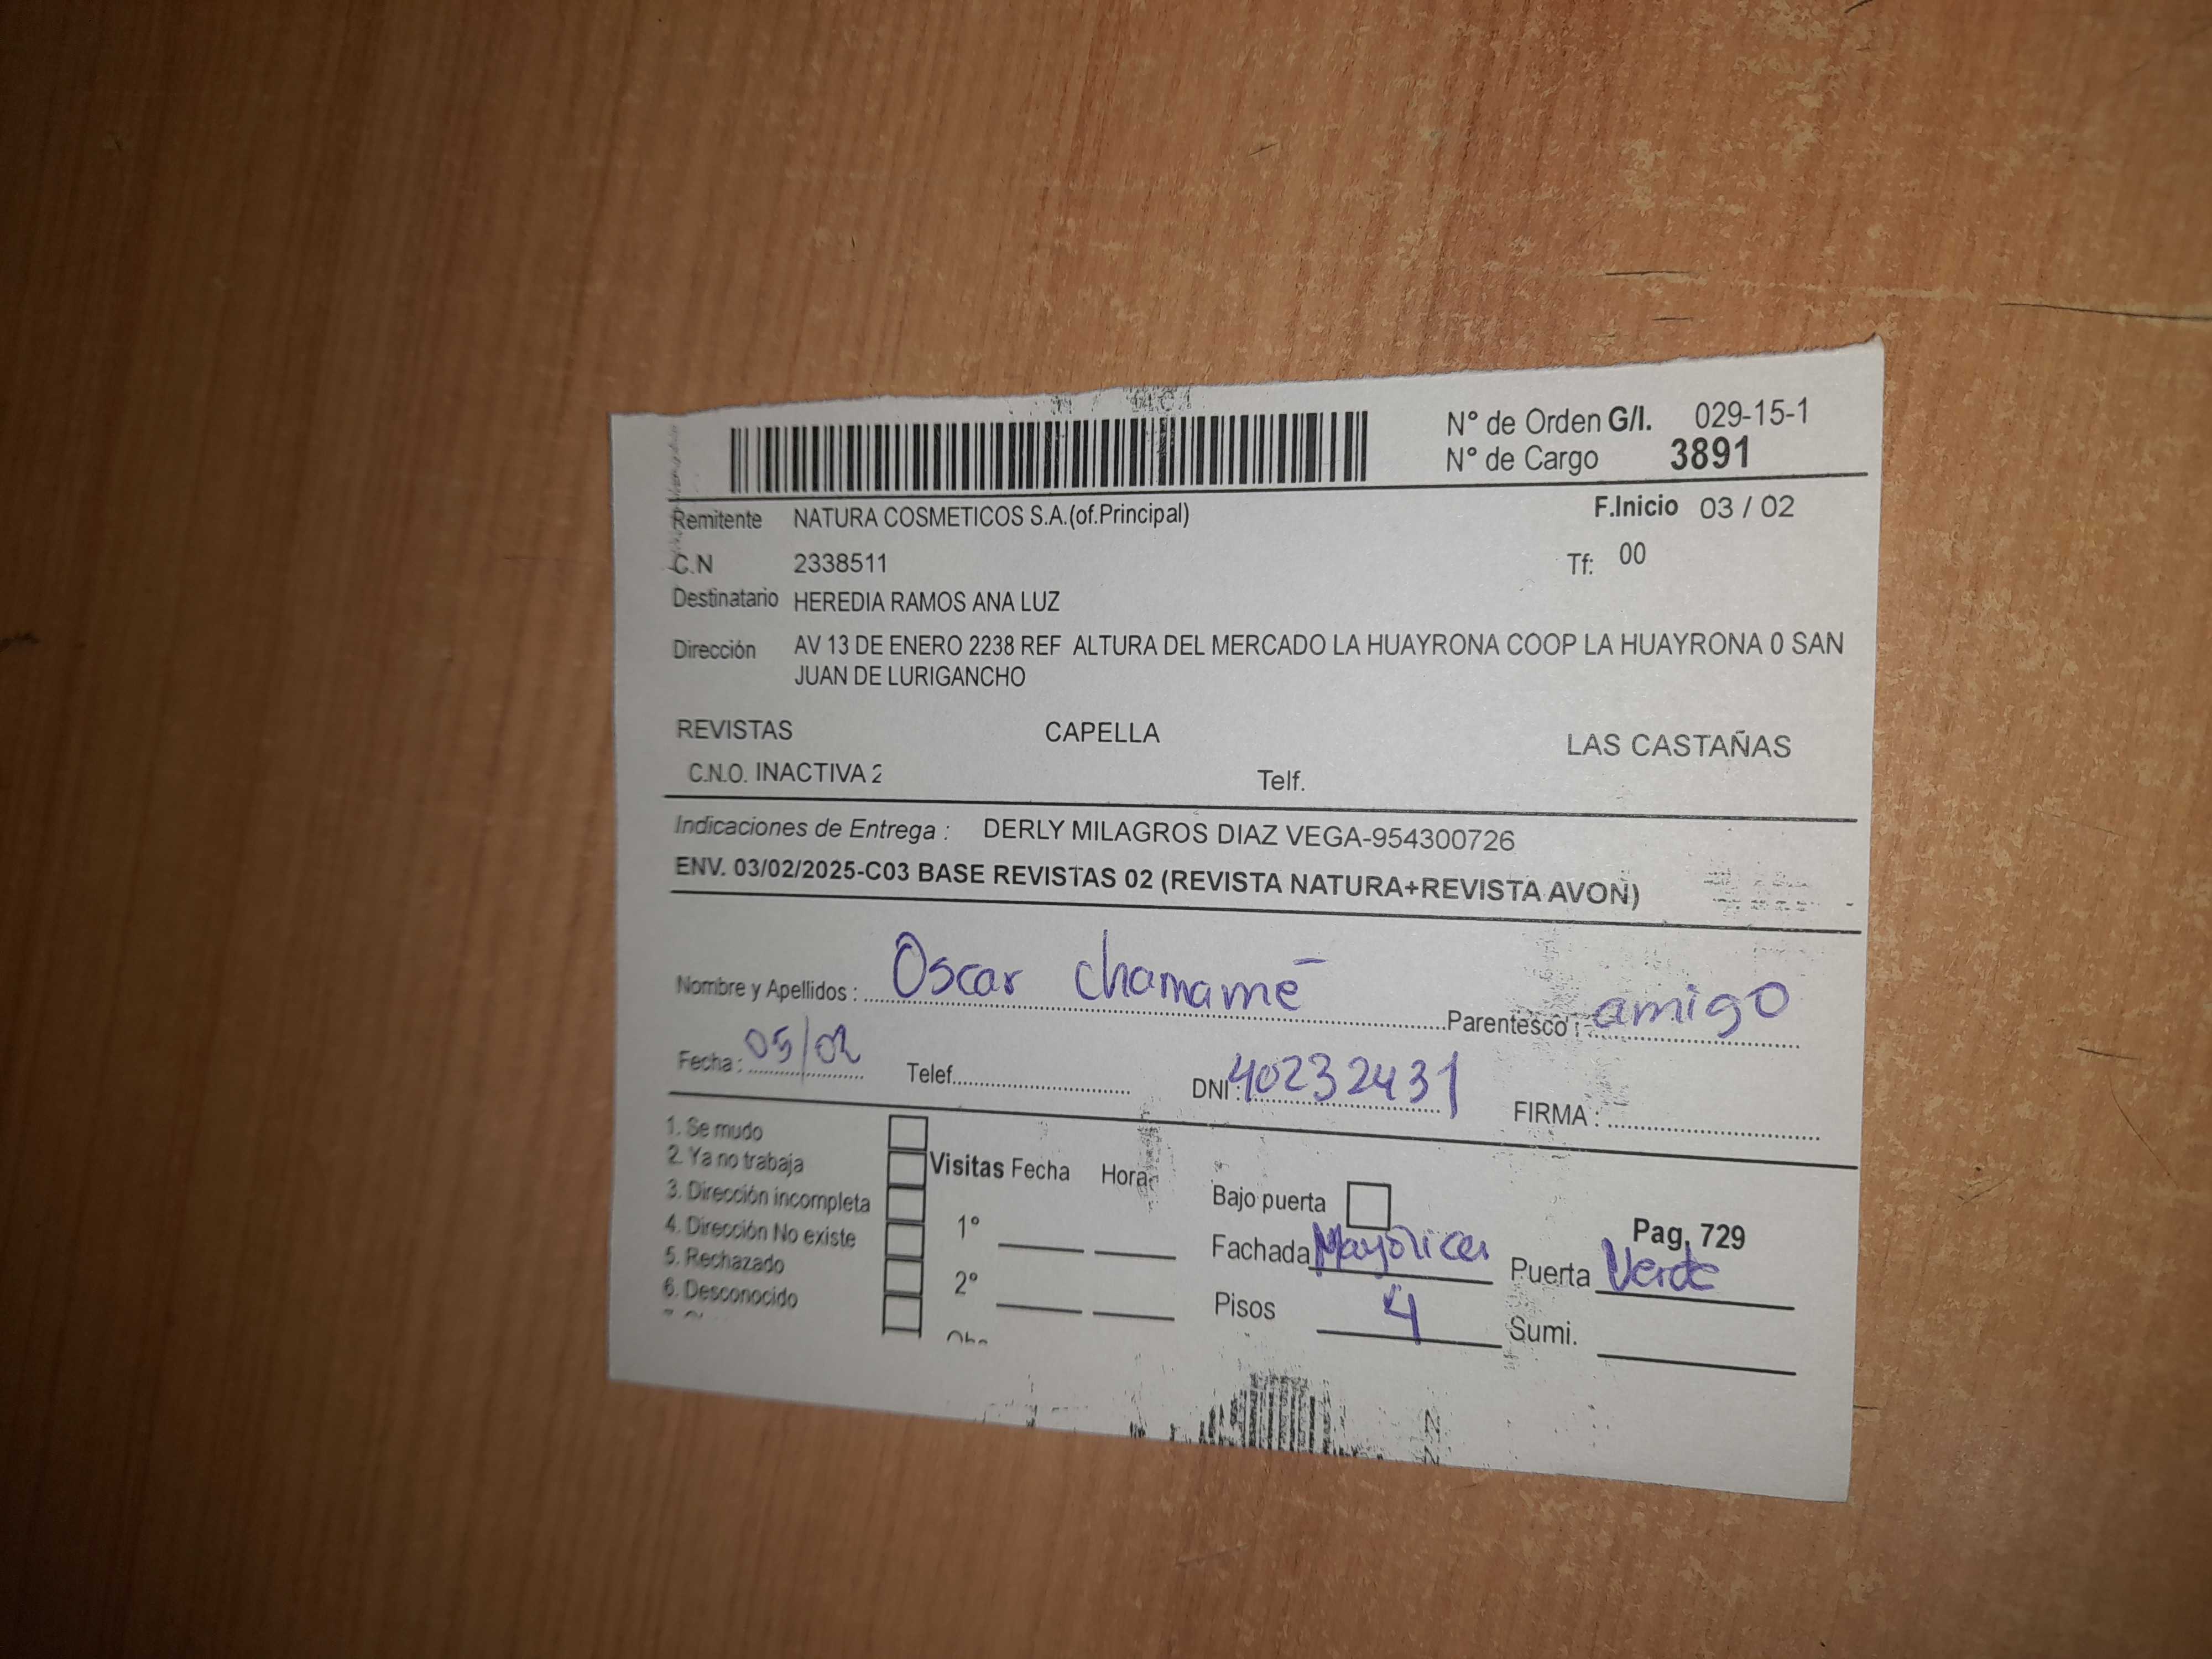 N° de Orden G/I. 029-15-1
N° de Cargo 3891
Remitente NATURA COSMETICOS S.A.(of.Principal) F.Inicio 03 / 02
C.N 2338511 Tf: 00
Destinatario HEREDIA RAMOS ANA LUZ
Dirección AV 13 DE ENERO 2238 REF ALTURA DEL MERCADO LA HUAYRONA COOP LA HUAYRONA 0 SAN
JUAN DE LURIGANCHO
REVISTAS CAPELLA LAS CASTAÑAS
C.N.O. INACTIVA 2 Telf.
Indicaciones de Entrega : DERLY MILAGROS DIAZ VEGA-954300726
ENV. 03/02/2025-C03 BASE REVISTAS 02 (REVISTA NATURA+REVISTA AVON)
Nombre y Apellidos : Oscar chamamé Parentesco : amigo
Fecha : 05/02 Telef. DNI : 40232431 FIRMA :
1. Se mudo
2. Ya no trabaja Visitas Fecha Hora
3. Dirección incompleta Bajo puerta
4. Dirección No existe 1° Fachada Mayolica Pag. 729
5. Rechazado Puerta Verde
6. Desconocido 2° Pisos 4 Sumi.